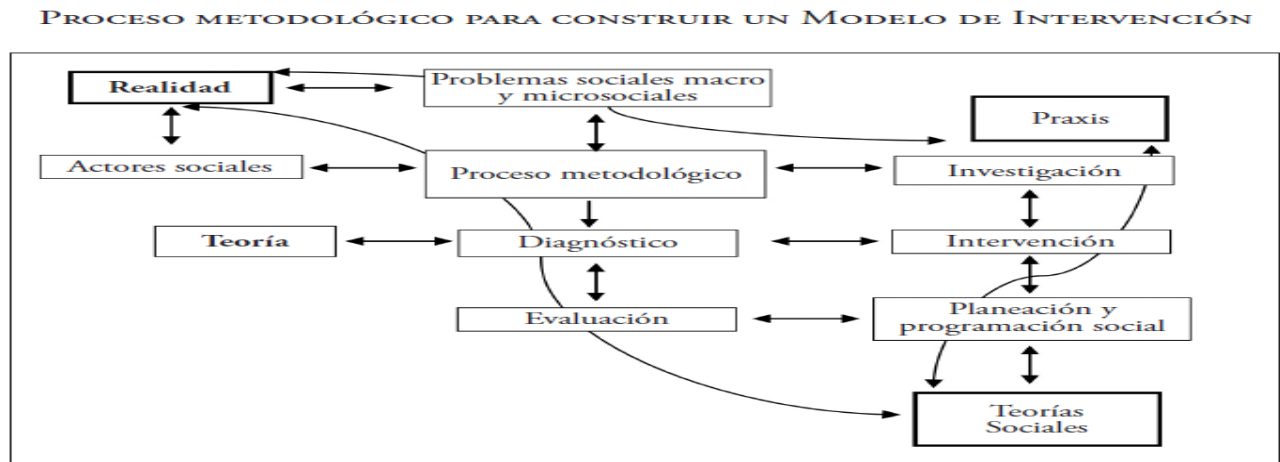 Proceso metodológico para construir un Modelo de Intervención
Realidad
Problemas sociales macro
y microsociales
Praxis
Actores sociales
Proceso metodológico
Investigación
Teoría
Diagnóstico
Intervención
Evaluación
Planeación y
programación social
Teorías
Sociales